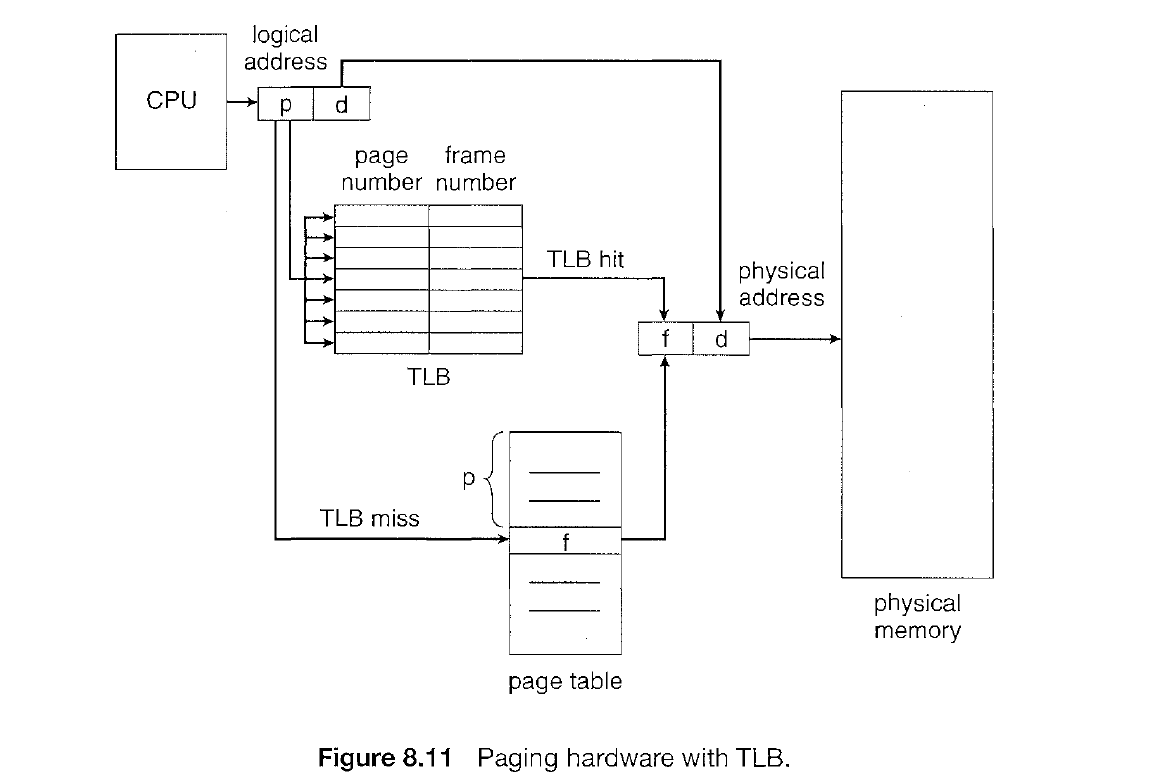 logical
address
CPU
p
d
page
number
frame
number
TLB hit
physical
address
f
d
TLB
p
TLB miss
f
physical
memory
page table
Figure 8.11 Paging hardware with TLB.